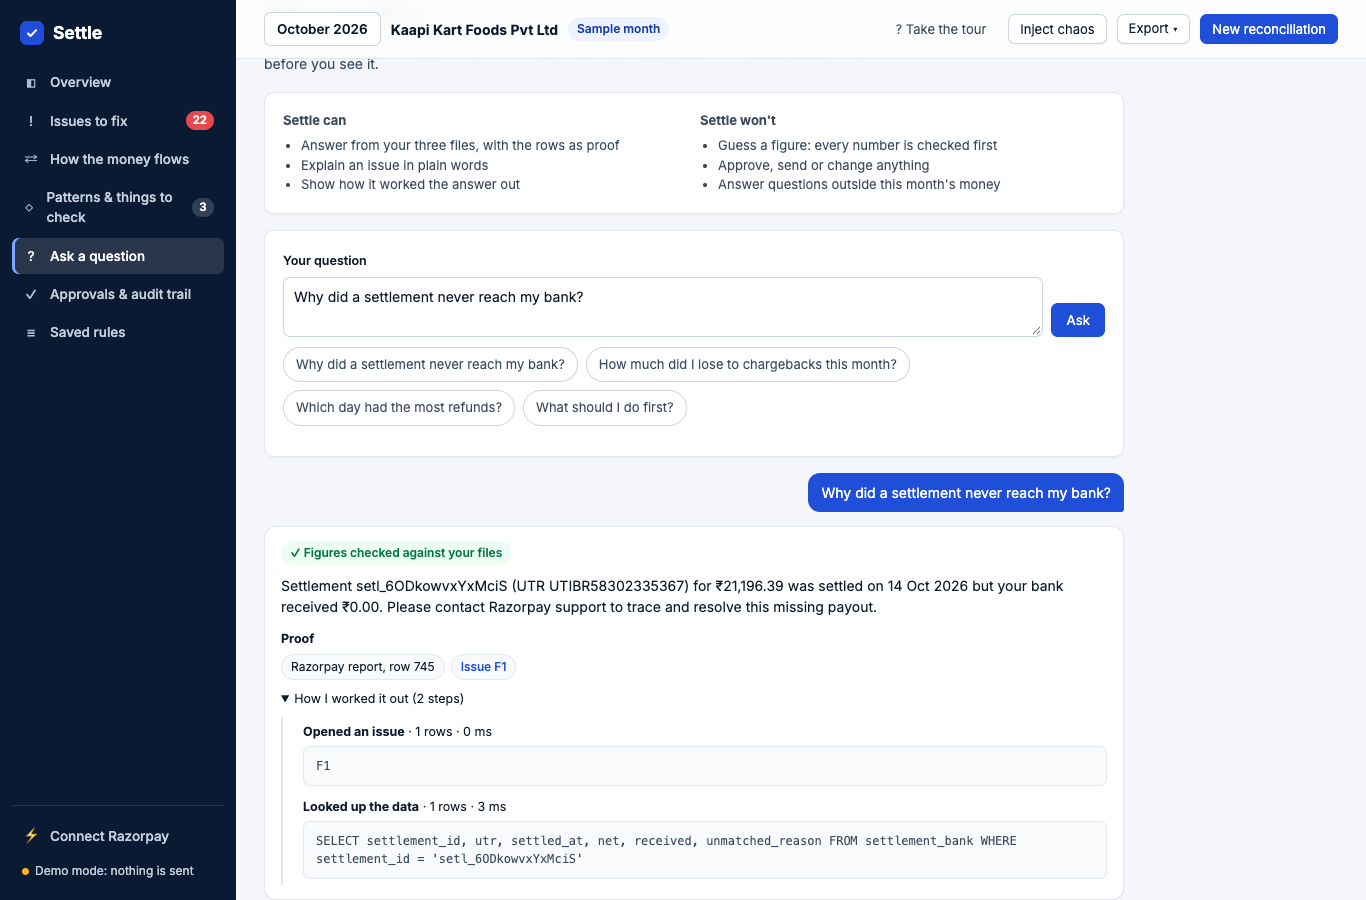 Settle
Overview
! Issues to fix 22
How the money flows
Patterns & things to
check 3
? Ask a question
Approvals & audit trail
Saved rules
Connect Razorpay
Demo mode: nothing is sent
October 2026 Kaapi Kart Foods Pvt Ltd Sample month ? Take the tour Inject chaos Export New reconciliation
before you see it.
Settle can
Answer from your three files, with the rows as proof
Explain an issue in plain words
Show how it worked the answer out
Settle won't
Guess a figure: every number is checked first
Approve, send or change anything
Answer questions outside this month's money
Your question
Why did a settlement never reach my bank?
Ask
Why did a settlement never reach my bank? How much did I lose to chargebacks this month?
Which day had the most refunds? What should I do first?
Why did a settlement never reach my bank?
✓ Figures checked against your files
Settlement setl_6ODkowvxYxMciS (UTR UTIBR58302335367) for ₹21,196.39 was settled on 14 Oct 2026 but your bank
received ₹0.00. Please contact Razorpay support to trace and resolve this missing payout.
Proof
Razorpay report, row 745 Issue F1
▼ How I worked it out (2 steps)
Opened an issue · 1 rows · 0 ms
F1
Looked up the data · 1 rows · 3 ms
SELECT settlement_id, utr, settled_at, net, received, unmatched_reason FROM settlement_bank WHERE
settlement_id = 'setl_6ODkowvxYxMciS'